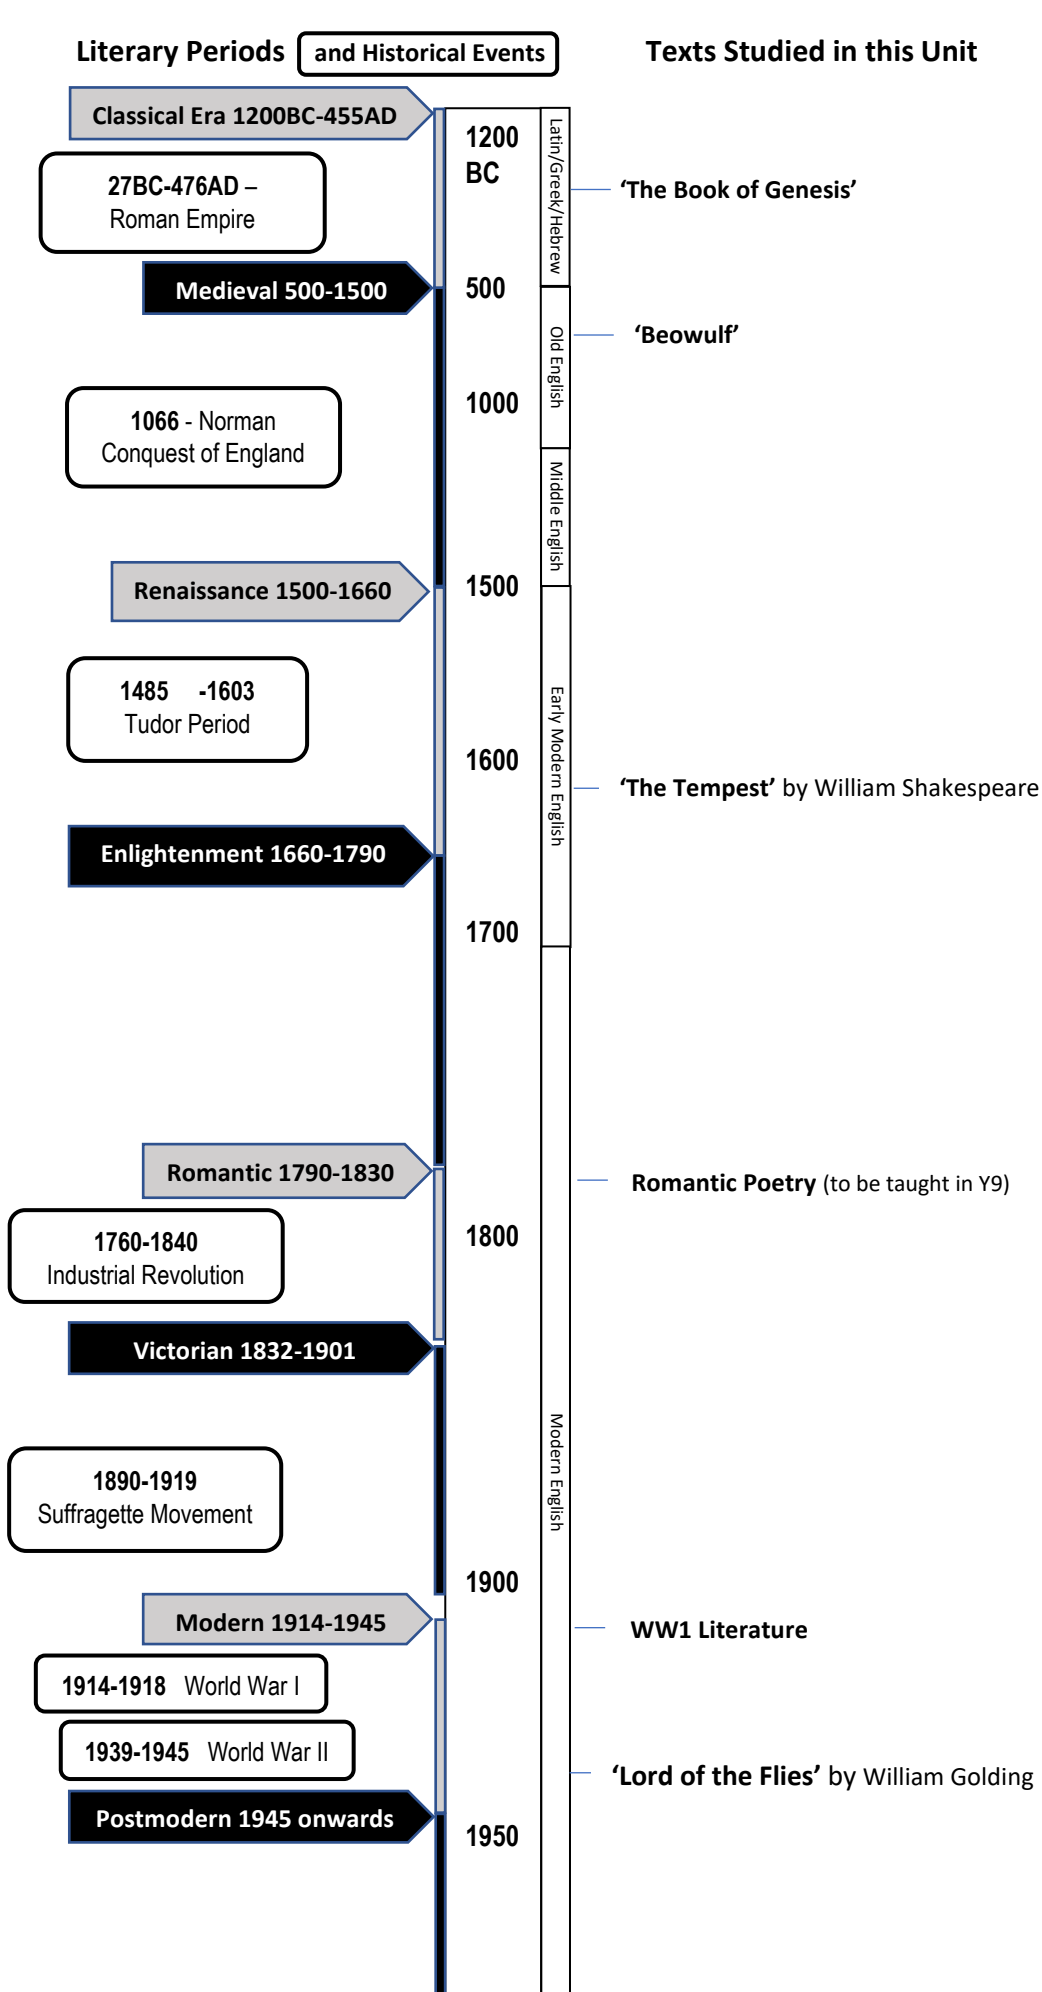 Literary Periods and Historical Events Texts Studied in this Unit
Classical Era 1200BC-455AD
1200
BC
Latin/Greek/Hebrew
27BC-476AD –
Roman Empire
‘The Book of Genesis’
Medieval 500-1500
500
Old English
‘Beowulf’
1000
1066 - Norman
Conquest of England
Middle English
Renaissance 1500-1660
1500
1485 -1603
Tudor Period
Early Modern English
1600
‘The Tempest’ by William Shakespeare
Enlightenment 1660-1790
1700
Romantic 1790-1830
Romantic Poetry (to be taught in Y9)
1760-1840
Industrial Revolution
1800
Victorian 1832-1901
Modern English
1890-1919
Suffragette Movement
1900
Modern 1914-1945
WW1 Literature
1914-1918 World War I
1939-1945 World War II
‘Lord of the Flies’ by William Golding
Postmodern 1945 onwards
1950